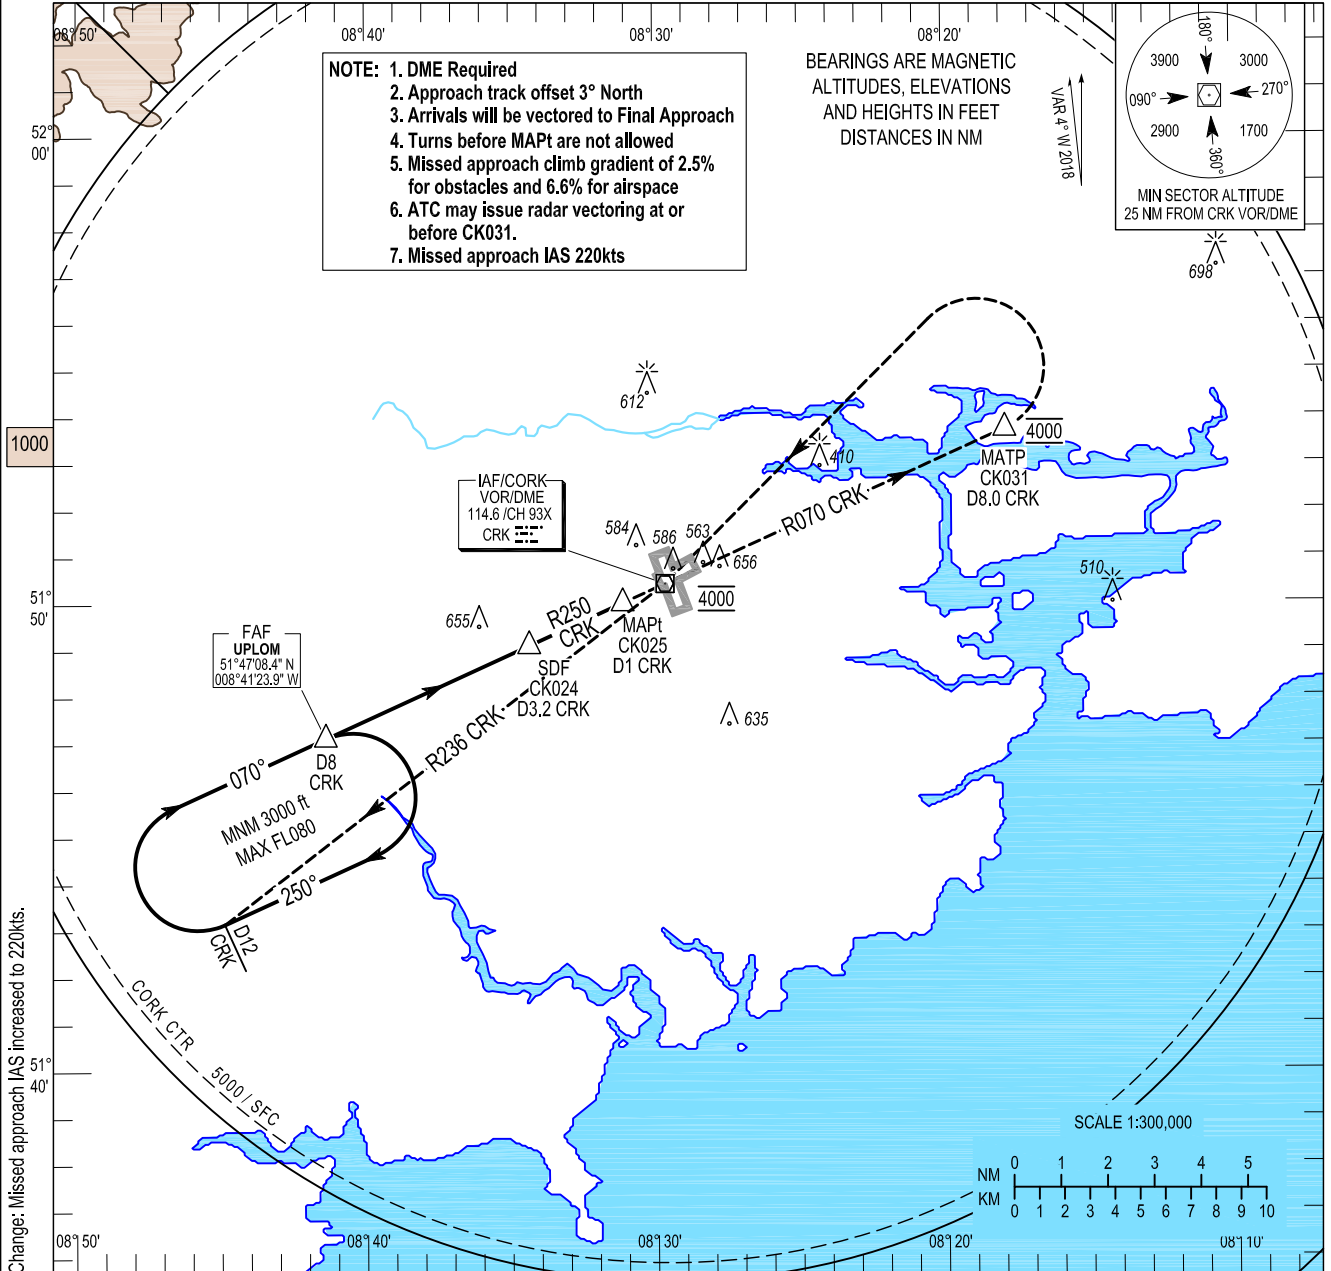 08°50'
08°40'
08°30'
08°20'
NOTE: 1. DME Required
2. Approach track offset 3° North
3. Arrivals will be vectored to Final Approach
4. Turns before MAPt are not allowed
5. Missed approach climb gradient of 2.5%
for obstacles and 6.6% for airspace
6. ATC may issue radar vectoring at or
before CK031.
7. Missed approach IAS 220kts
BEARINGS ARE MAGNETIC
ALTITUDES, ELEVATIONS
AND HEIGHTS IN FEET
DISTANCES IN NM
VAR 4° W 2018
180°
3900
3000
090°
270°
2900
1700
360°
MIN SECTOR ALTITUDE
25 NM FROM CRK VOR/DME
52°
00'
698
612
1000
410
4000
MATP
CK031
D8.0 CRK
IAF/CORK
VOR/DME
114.6 /CH 93X
CRK
R070 CRK
584
586
563
656
510
4000
51°
50'
655
R250
CRK
MAPt
CK025
D1 CRK
FAF
UPLOM
51°47'08.4" N
008°41'23.9" W
SDF
CK024
D3.2 CRK
635
R236 CRK
D8
CRK
070°
MNM 3000 ft
MAX FL080
250°
D12
CRK
CORK CTR
5000 / SFC
51°
40'
SCALE 1:300,000
NM 0 1 2 3 4 5
KM 0 1 2 3 4 5 6 7 8 9 10
08°50'
08°40'
08°30'
08°20'
08°10'
Change: Missed approach IAS increased to 220kts.